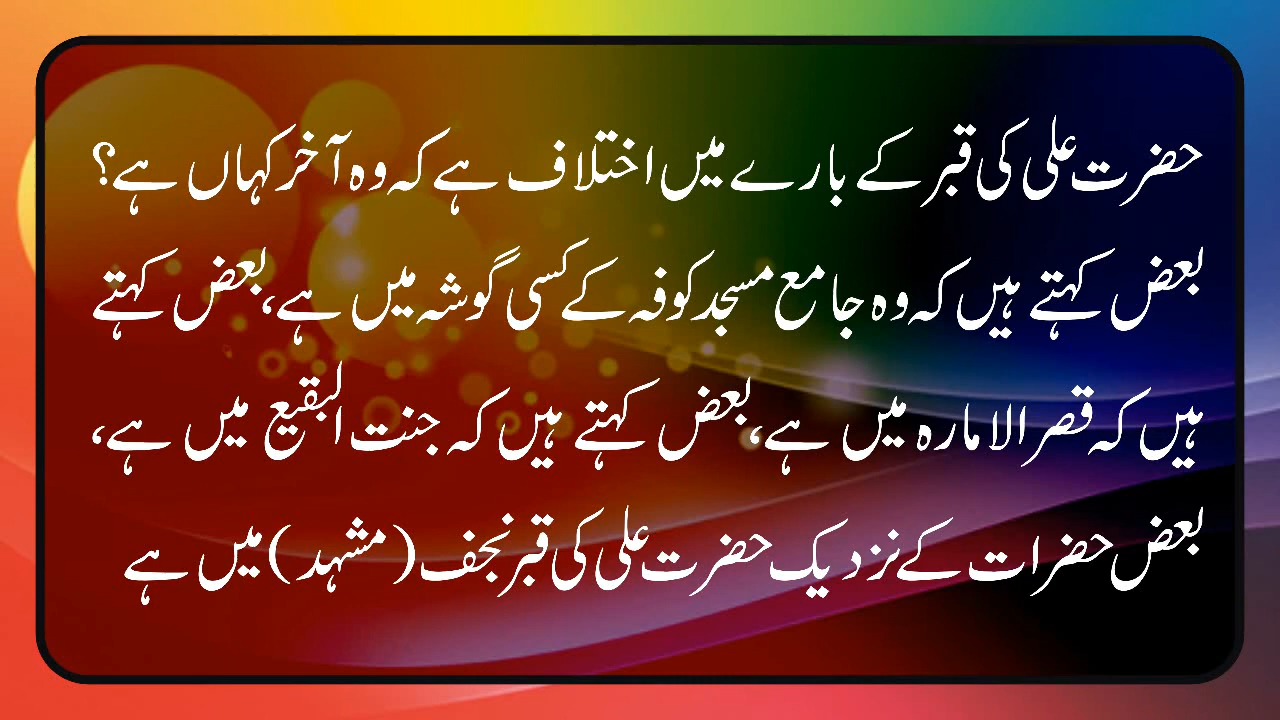 حضرت علی کی قبر کے بارے میں اختلاف ہے کہ وہ آخر کہاں ہے؟
بعض کہتے ہیں کہ وہ جامع مسجد کوفہ کے کسی گوشہ میں ہے، بعض کہتے
ہیں کہ قصر الامارہ میں ہے، بعض کہتے ہیں کہ جنت البقیع میں ہے،
بعض حضرات کے نزدیک حضرت علی کی قبر نجف (مشہد) میں ہے